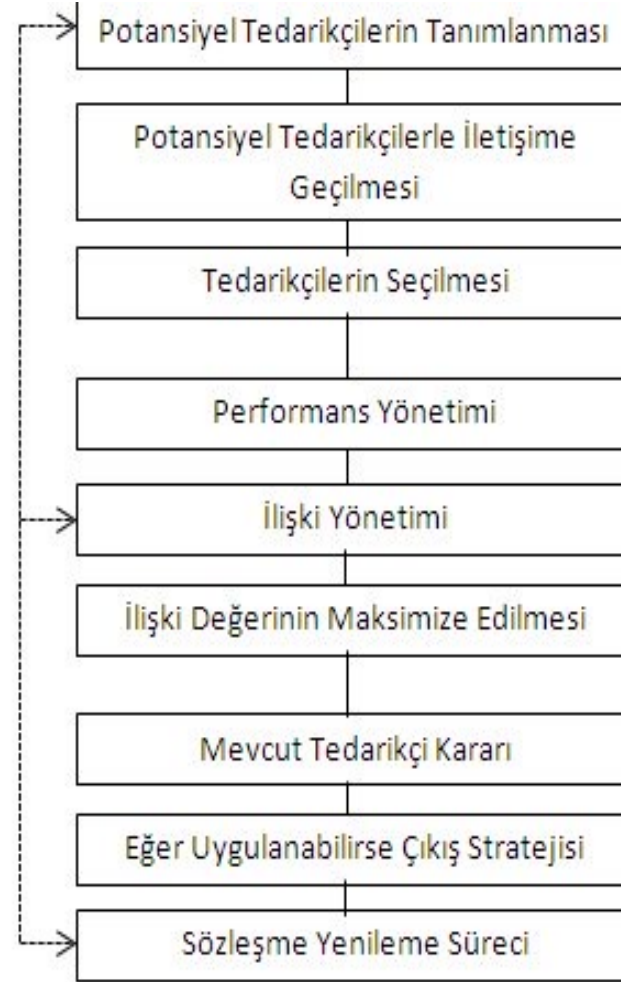 Potansiyel Tedarikçilerin Tanımlanması
Potansiyel Tedarikçilerle İletişime
Geçilmesi
Tedarikçilerin Seçilmesi
Performans Yönetimi
İlişki Yönetimi
İlişki Değerinin Maksimize Edilmesi
Mevcut Tedarikçi Kararı
Eğer Uygulanabilirse Çıkış Stratejisi
Sözleşme Yenileme Süreci